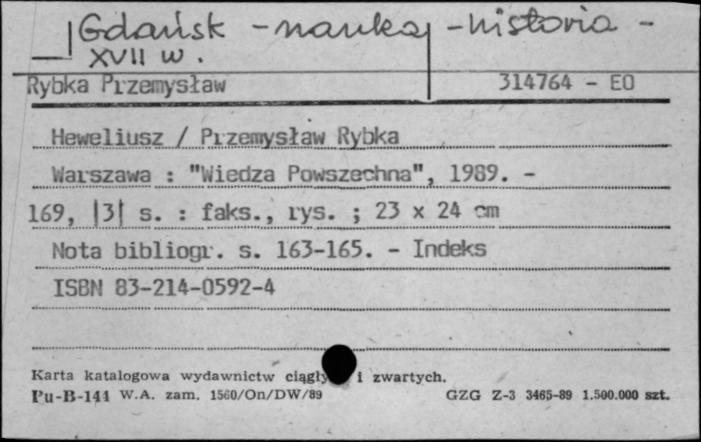 Gdańsk - nauka - historia -
XVII w.
Rybka Przemysław 314764 - EO
Heweliusz / Przemysław Rybka
Warszawa : "Wiedza Powszechna", 1989. -
169, |3| s. : faks., rys. ; 23 x 24 cm
Nota bibliogr. s. 163-165. - Indeks
ISBN 83-214-0592-4
Karta katalogowa wydawnictw i zwartych.
Pu-B-144 W.A. zam. 1560/On/DW/89 GZG Z-3 3465-89 1.500.000 szt.